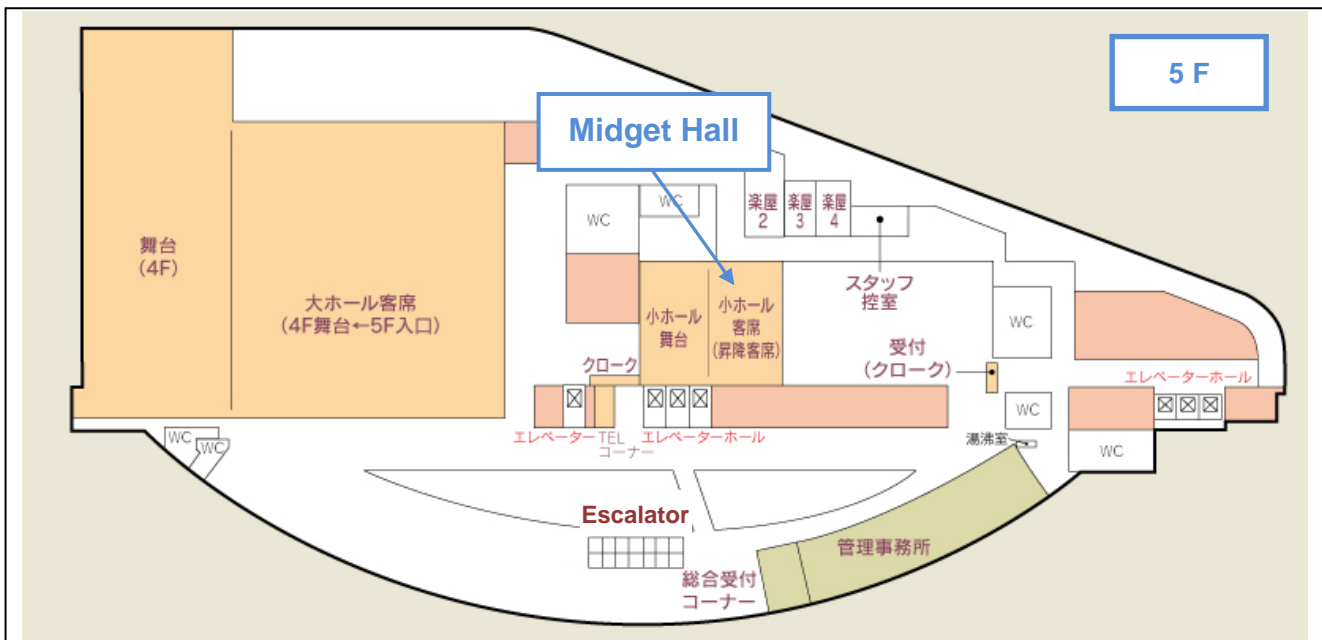 5 F
Midget Hall
WC
WC
楽屋
2
楽屋
3
楽屋
4
舞台
(4F)
大ホール客席
(4F舞台←5F入口)
小ホール
舞台
小ホール
客席
(昇降客席)
スタッフ
控室
WC
受付
(クローク)
クローク
エレベーターホール
WC
エレベーター
TEL
コーナー
エレベーターホール
湯沸室
WC
WC
WC
Escalator
管理事務所
総合受付
コーナー